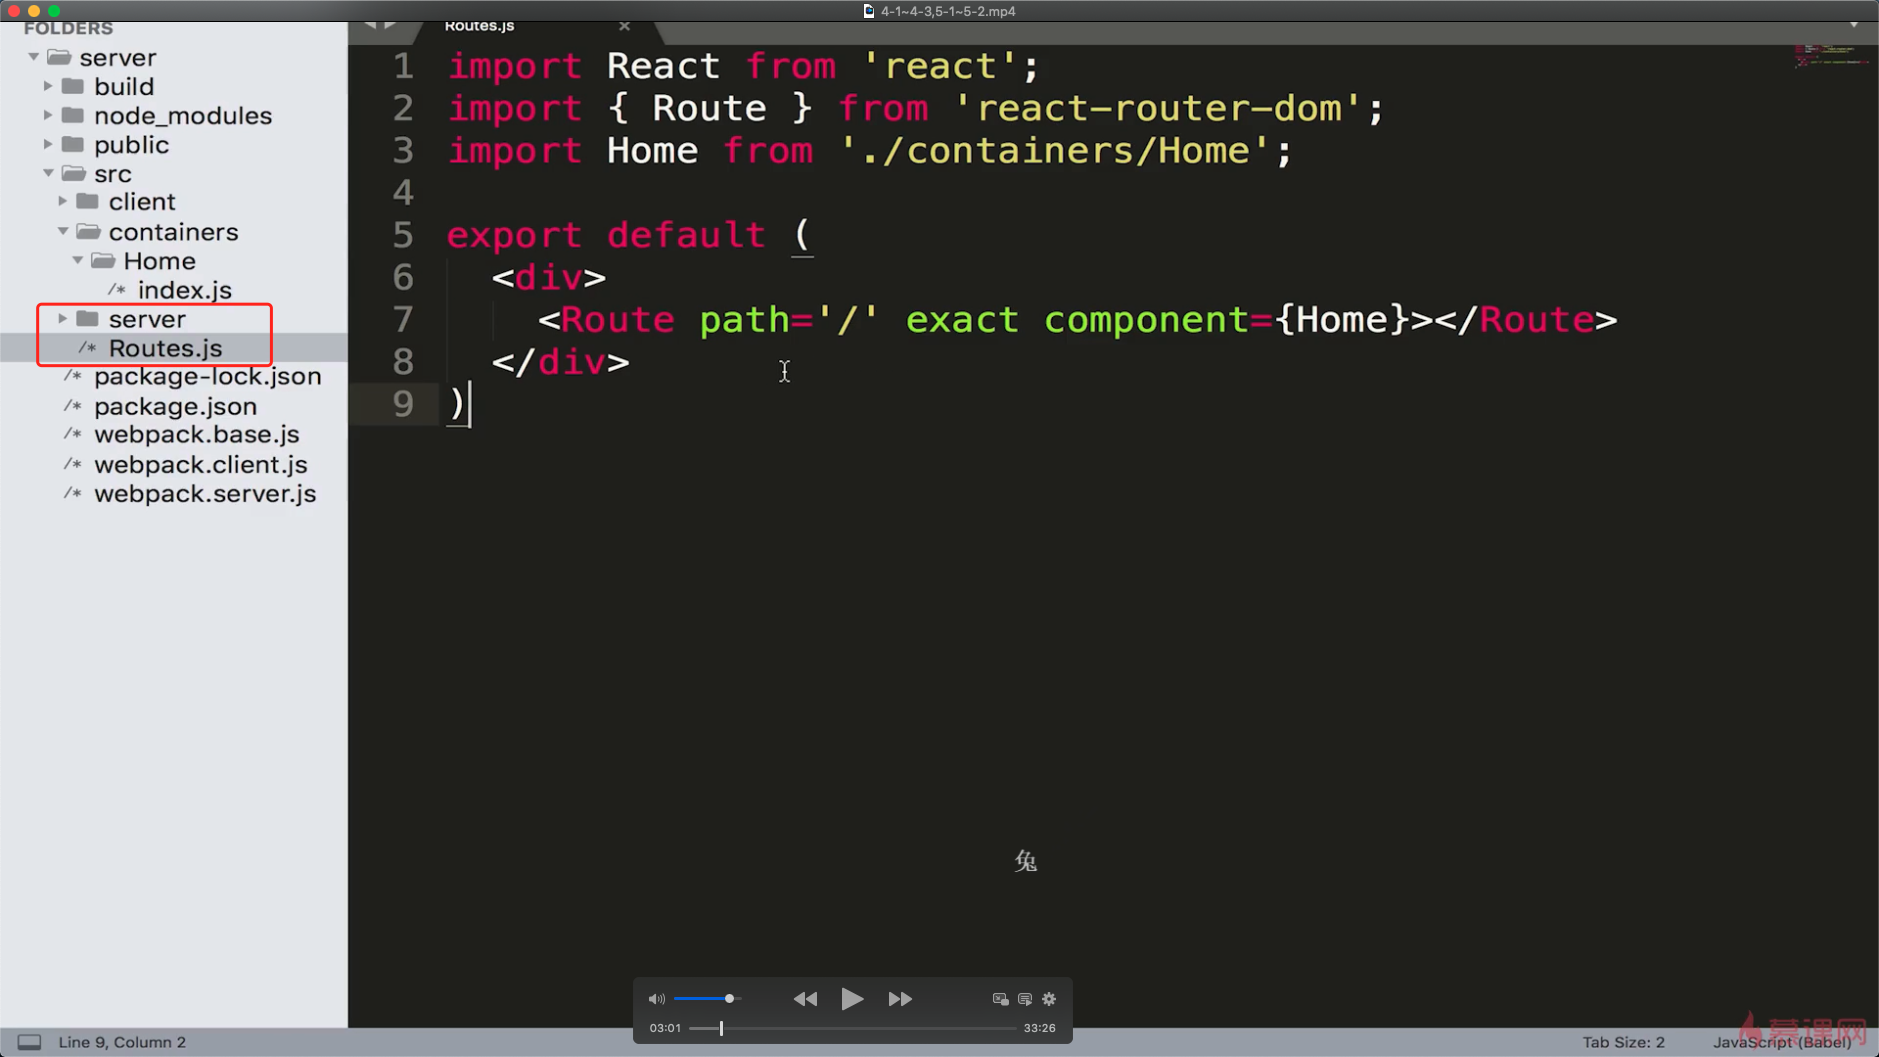 4-1~4-3,5-1~5-2.mp4
FOLDERS
server
build
node_modules
public
src
client
containers
Home
/* index.js
server
/* Routes.js
/* package-lock.json
/* package.json
/* webpack.base.js
/* webpack.client.js
/* webpack.server.js
Routes.js
1 import React from 'react';
2 import { Route } from 'react-router-dom';
3 import Home from './containers/Home';
4
5 export default (
6 <div>
7 <Route path='/' exact component={Home}></Route>
8 </div>
9 )
兔
03:01
33:26
Line 9, Column 2
Tab Size: 2
JavaScript (Babel)
慕课网